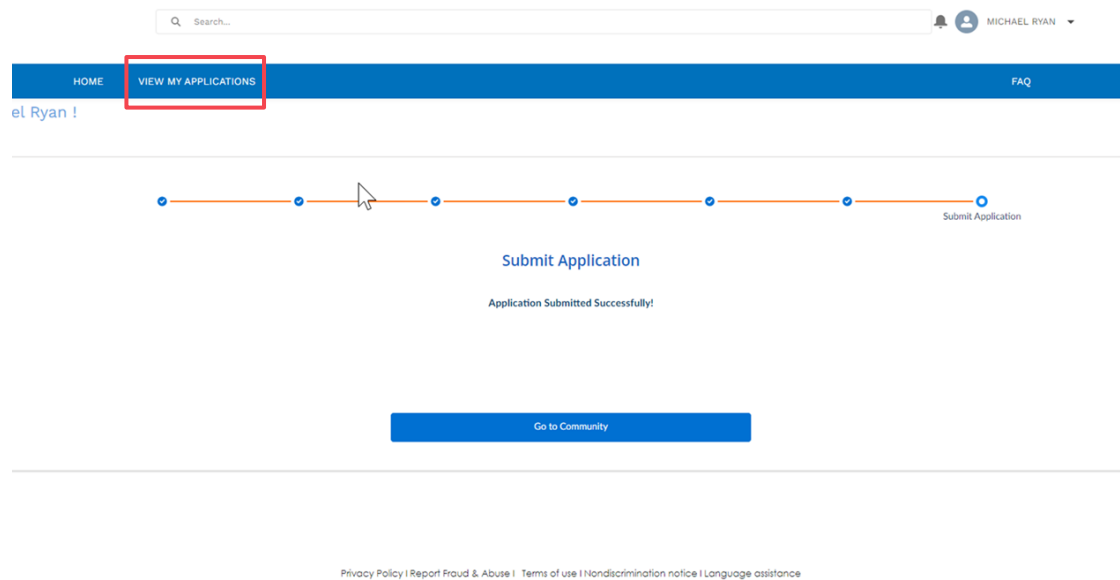 Search...
MICHAEL RYAN
HOME VIEW MY APPLICATIONS FAQ
el Ryan !
Submit Application
Submit Application
Application Submitted Successfully!
Go to Community
Privacy Policy I Report Fraud & Abuse I Terms of use I Nondiscrimination notice I Language assistance